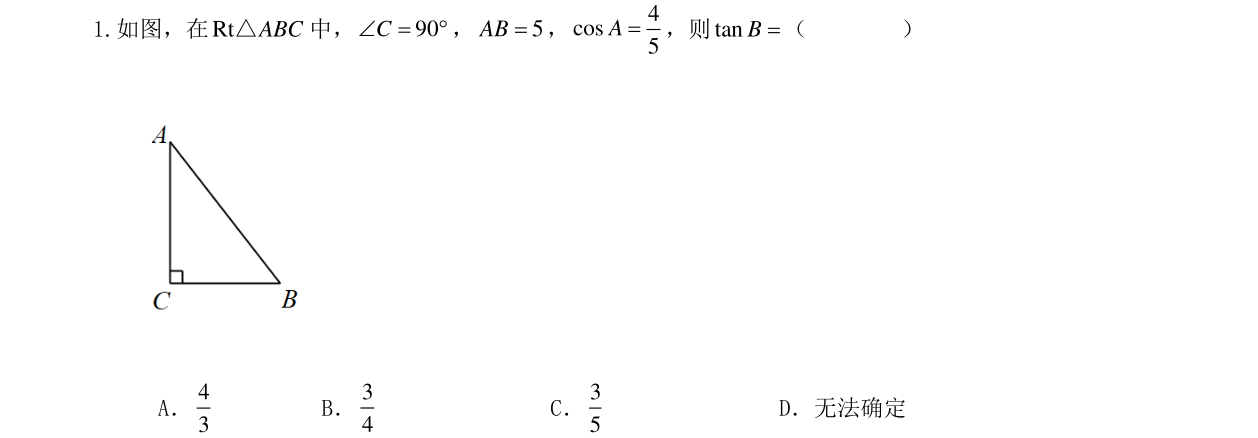 1.如图，在Rt△ABC中，∠C=90°，AB=5，cos A=4/5，则tan B=（        ）
A
C
B
A. 4/3  B. 3/4  C. 3/5  D. 无法确定